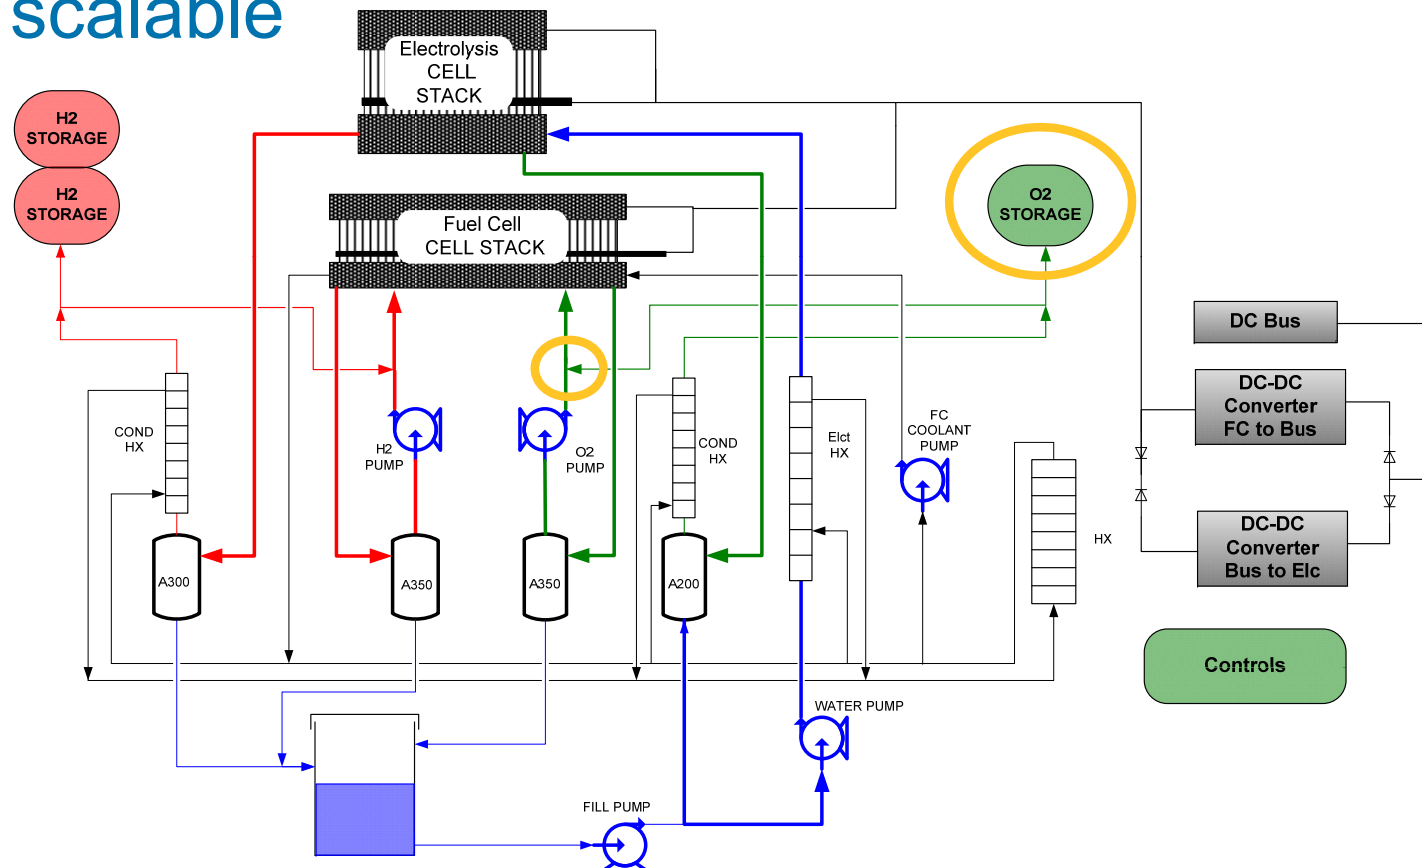 scalable
Electrolysis
CELL
STACK
H2
STORAGE
H2
STORAGE
O2
STORAGE
Fuel Cell
CELL STACK
DC Bus
DC-DC
Converter
FC to Bus
COND
HX
H2
PUMP
O2
PUMP
COND
HX
Elct
HX
FC
COOLANT
PUMP
HX
DC-DC
Converter
Bus to Elc
A300
A350
A350
A200
Controls
WATER PUMP
FILL PUMP